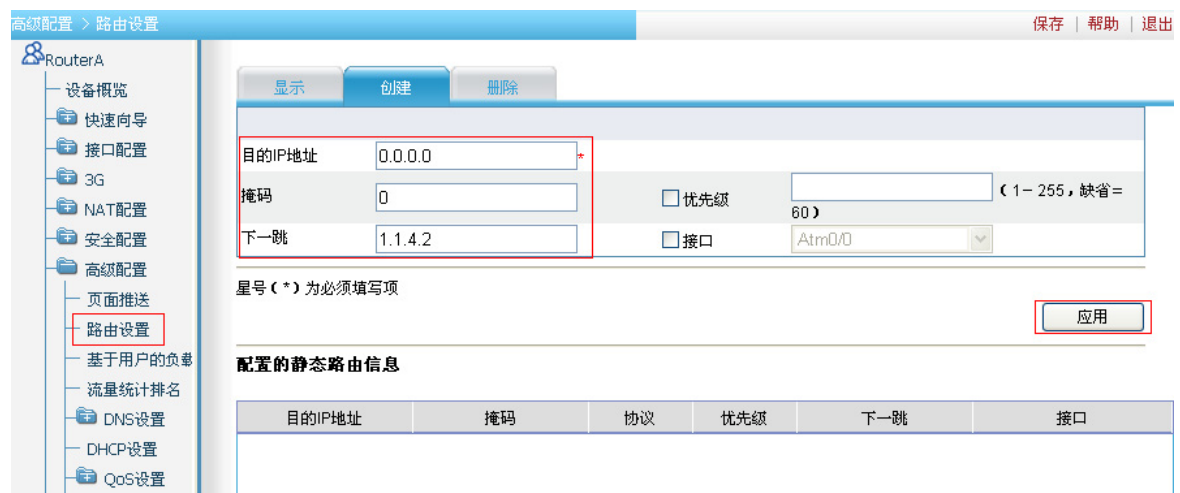 高级配置 > 路由设置
保存 | 帮助 | 退出
RouterA
设备概览
快速向导
接口配置
3G
NAT配置
安全配置
高级配置
页面推送
路由设置
基于用户的负载
流量统计排名
DNS设置
DHCP设置
QoS设置
显示 创建 删除
目的IP地址 0.0.0.0 *
掩码 0 优先级 (1-255,缺省=
60)
下一跳 1.1.4.2 接口 Atm0/0
星号(*)为必须填写项
应用
配置的静态路由信息
目的IP地址 掩码 协议 优先级 下一跳 接口